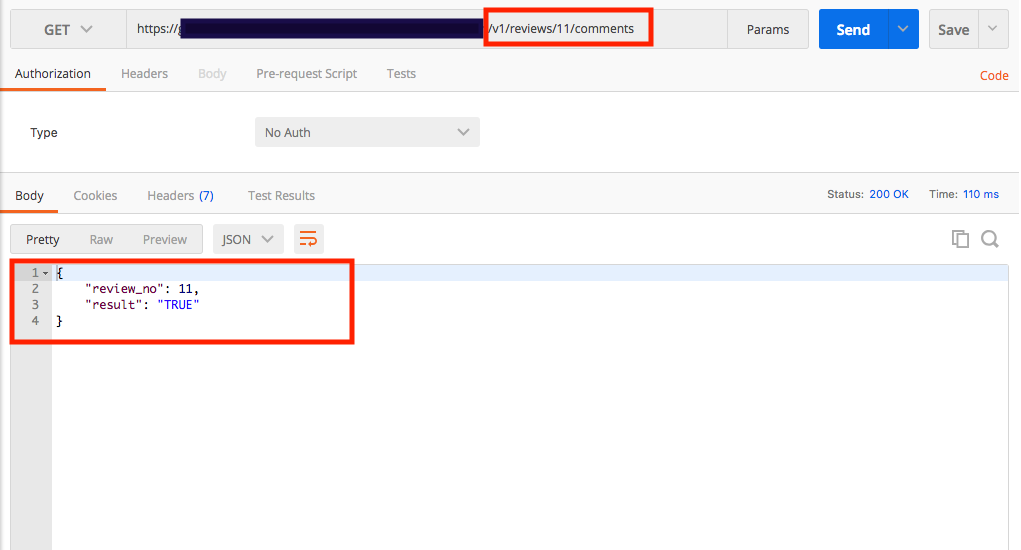 GET https:// /v1/reviews/11/comments Params Send Save
Authorization Headers Body Pre-request Script Tests Code
Type No Auth
Body Cookies Headers (7) Test Results Status: 200 OK Time: 110 ms
Pretty Raw Preview JSON
1 {
2 "review_no": 11,
3 "result": "TRUE"
4 }